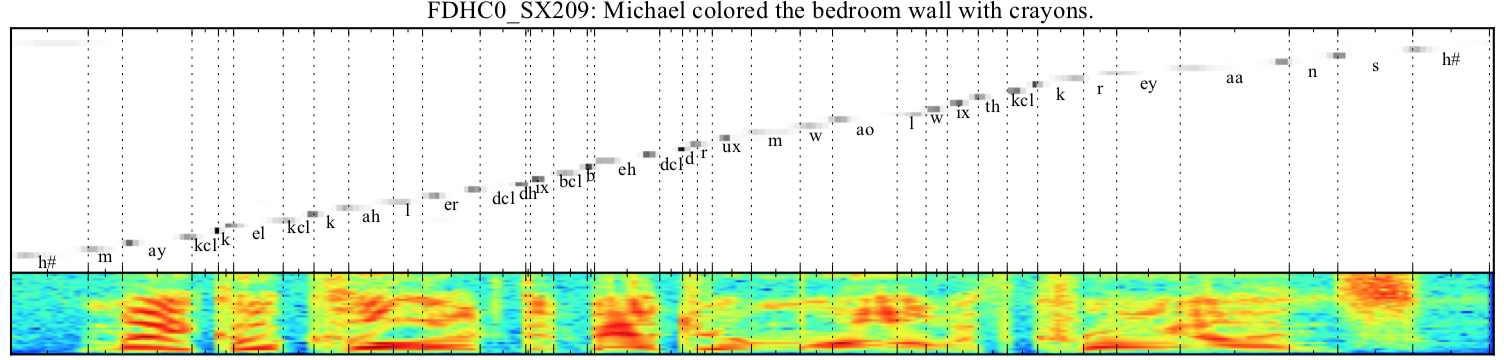 FDHC0_SX209: Michael colored the bedroom wall with crayons.
h# m ay kcl k el kcl k ah l er dcl dh ix bcl b eh dcl d r ux m w ao l w ix th kcl k r ey aa n s h#